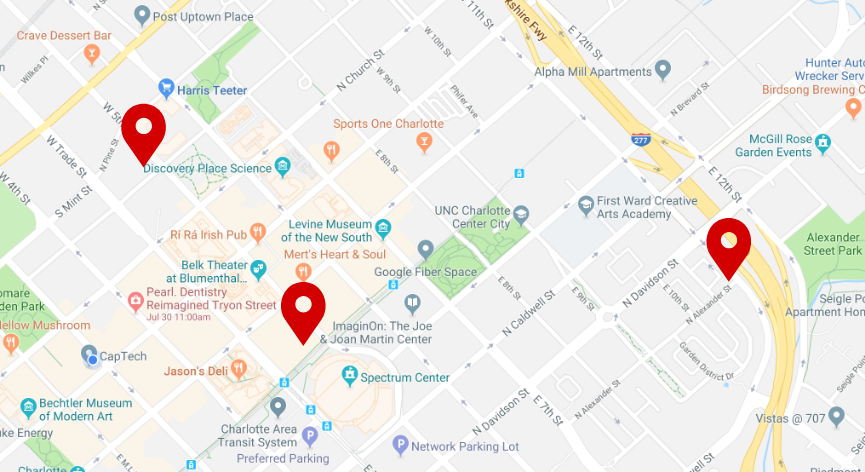 Post Uptown Place
Crave Dessert Bar
Wilkes Pl
Harris Teeter
W 5th
W Trade St
W 4th St
N Pine St
S Mint St
N Church St
W 9th St
W 10th St
Phifer Ave
kshire Fwy
E 12th St
Alpha Mill Apartments
N Brevard St
Hunter Auto
Wrecker Serv
Birdsong Brewing C
277
McGill Rose
Garden Events
E 12th St
Sports One Charlotte
E 8th St
Discovery Place Science
First Ward Creative
Arts Academy
UNC Charlotte
Center City
Levine Museum
of the New South
Rí Rá Irish Pub
Mert's Heart & Soul
Belk Theater
at Blumenthal...
Google Fiber Space
Alexander
Street Park
N Davidson St
E 10th St
N Alexander St
E 9th St
E 8th St
N Caldwell St
Pearl. Dentistry
Reimagined Tryon Street
Jul 30 11:00am
omare
den Park
ellow Mushroom
CapTech
ImaginOn: The Joe
& Joan Martin Center
Seigle Po
Apartment Hom
Garden District Dr
Jason's Deli
Spectrum Center
N Alexander St
Seigle Point
Bechtler Museum
of Modern Art
uke Energy
Charlotte Area
Transit System
Preferred Parking
Network Parking Lot
N Davidson St
E 7th St
Vistas @ 707
Charlotte
E ML
well St
Piedmont